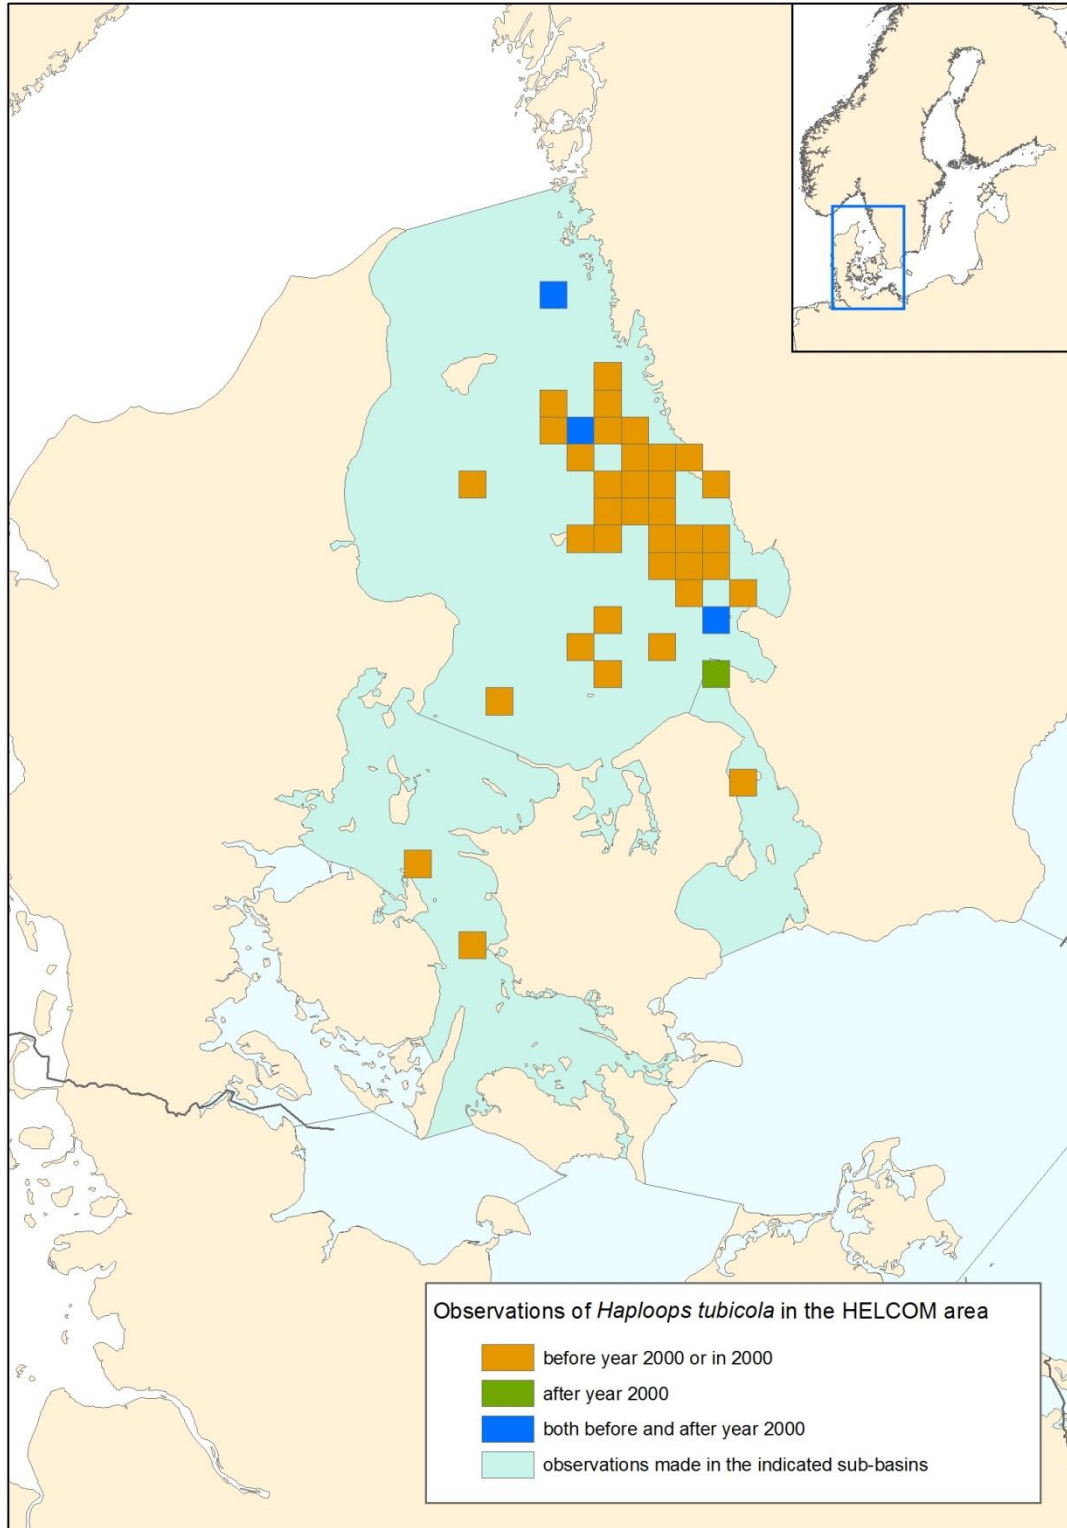 Observations of Haploops tubicola in the HELCOM area
before year 2000 or in 2000
after year 2000
both before and after year 2000
observations made in the indicated sub-basins